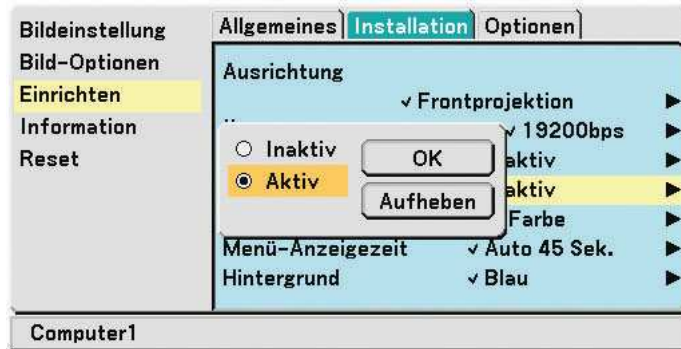 Bildeinstellung
Bild-Optionen
Einrichten
Information
Reset
Allgemeines Installation Optionen
Ausrichtung
Frontprojektion
19200bps
Inaktiv
Aktiv
OK
Aufheben
Farbe
Menü-Anzeigezeit Auto 45 Sek.
Hintergrund Blau
Computer1